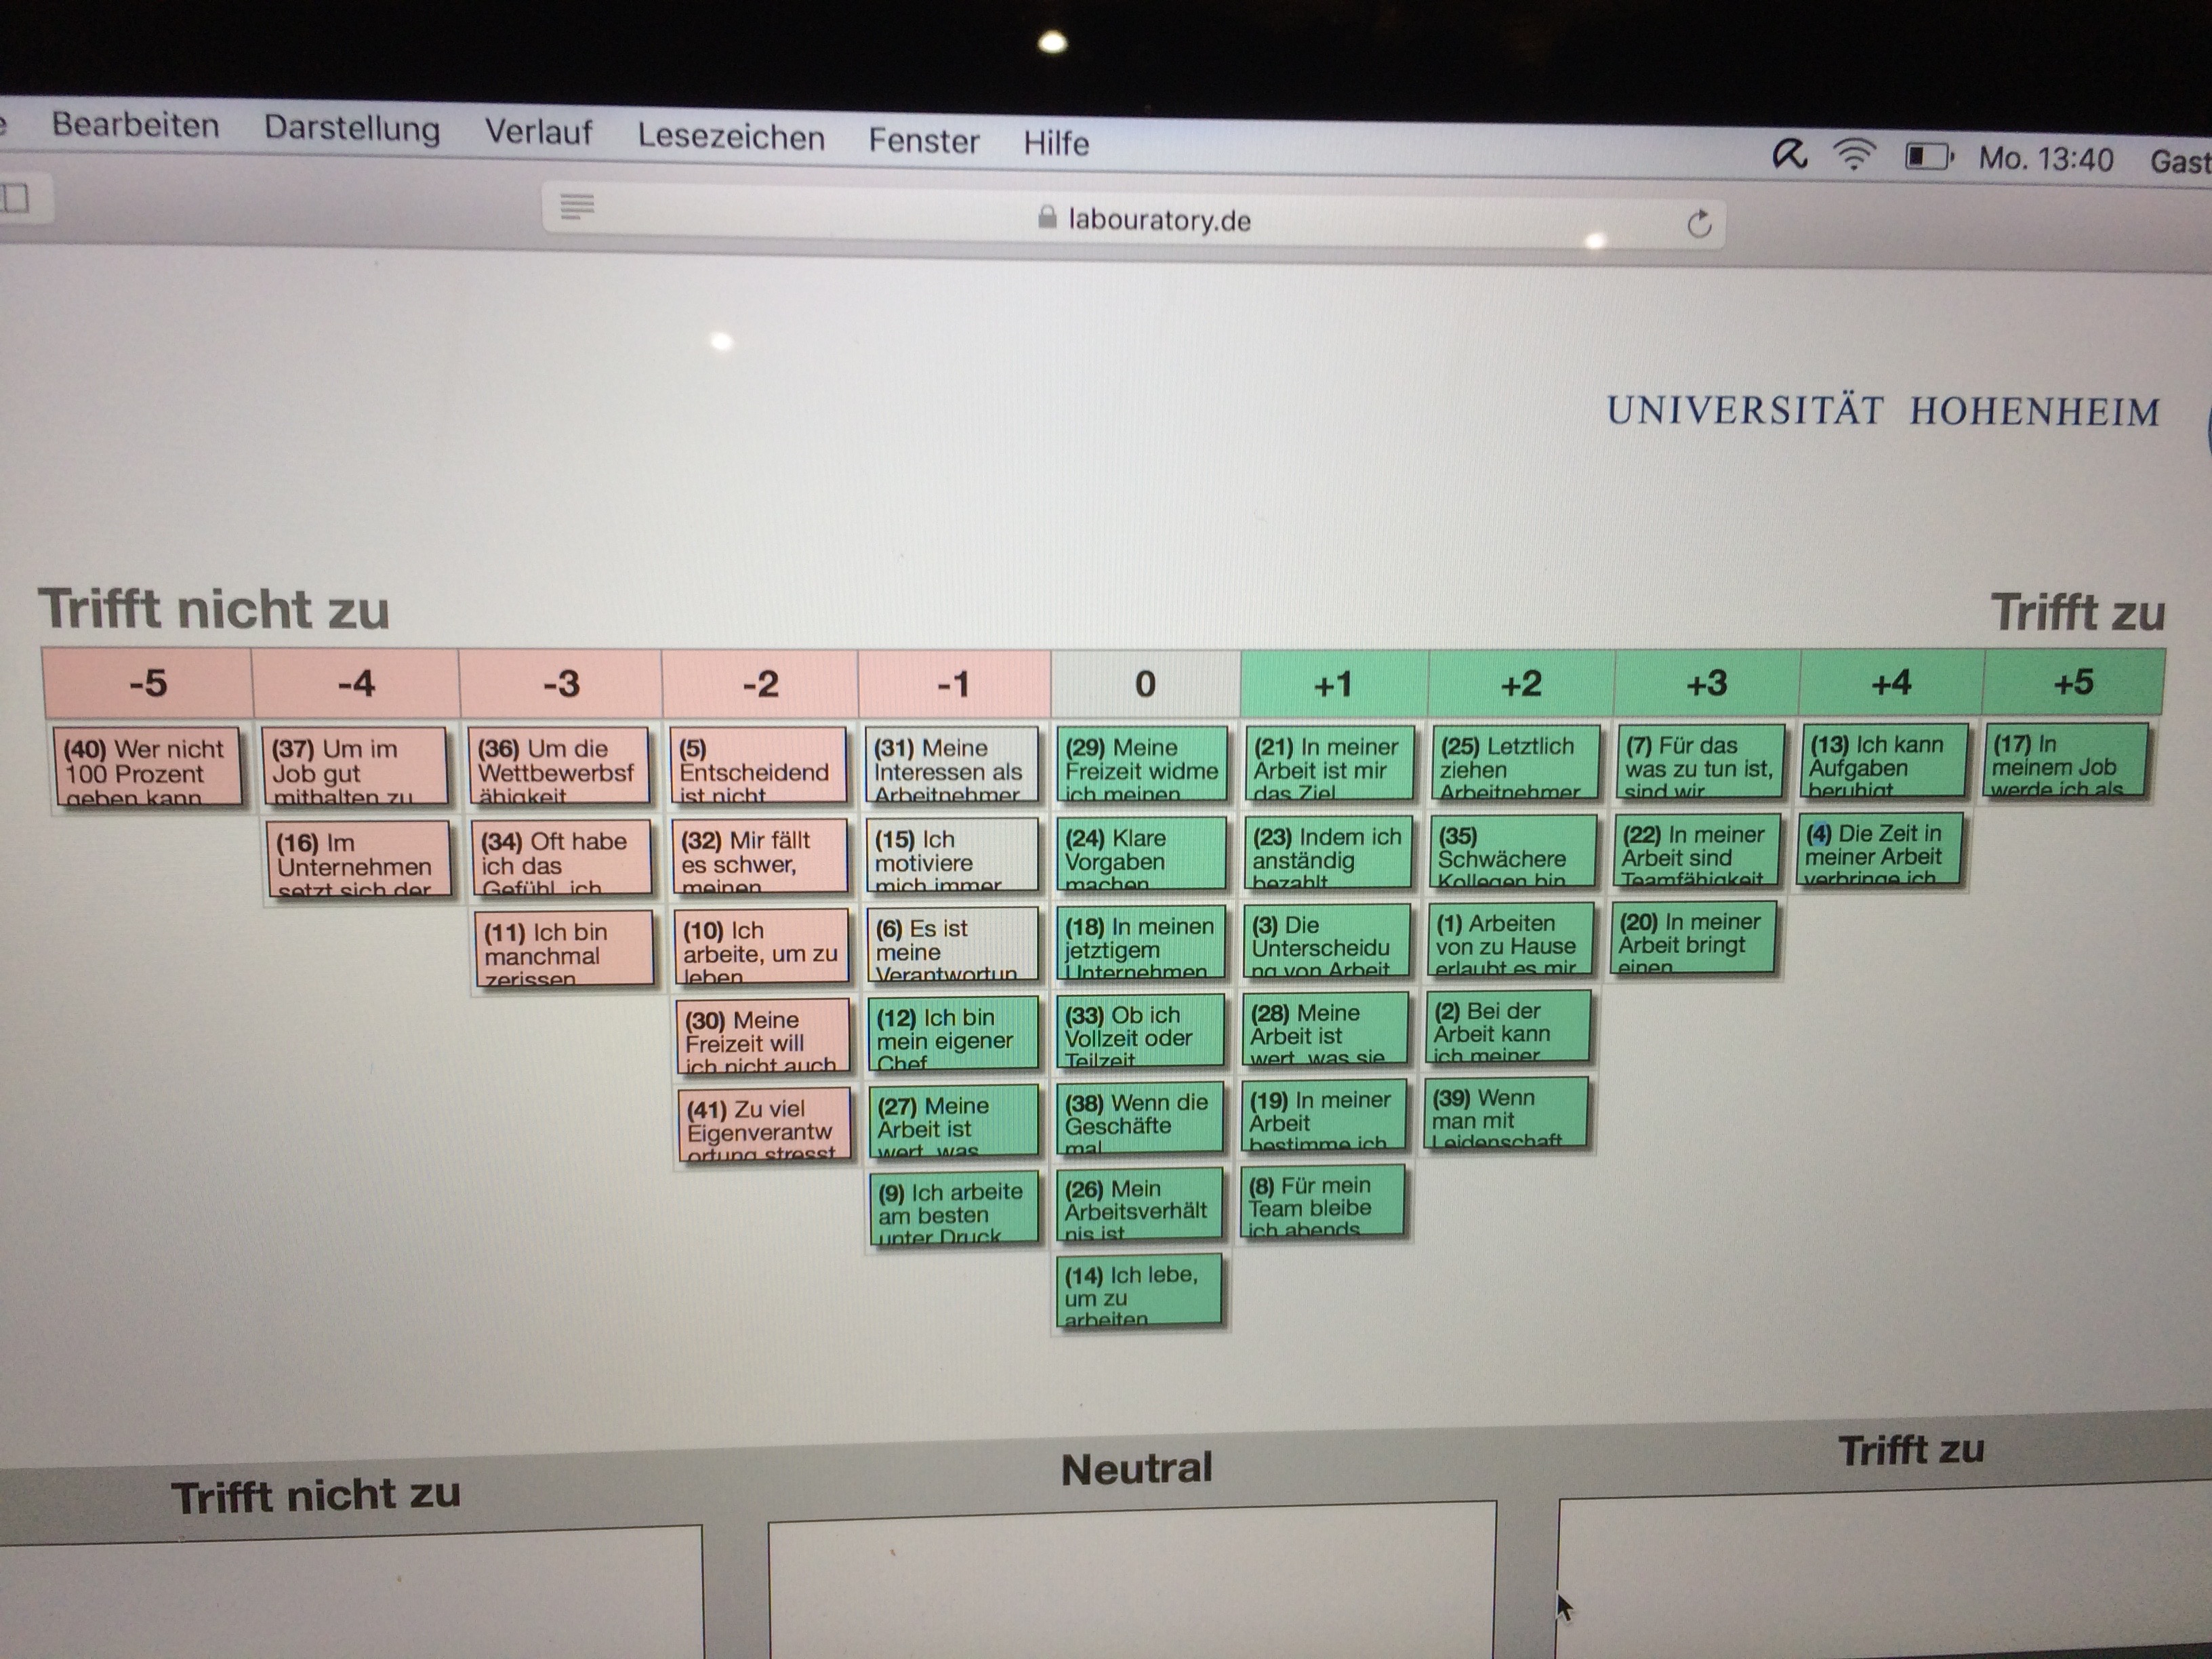 Bearbeiten Darstellung Verlauf Lesezeichen Fenster Hilfe Mo. 13:40 Gast
labouratory.de
UNIVERSITÄT HOHENHEIM
Trifft nicht zu
Trifft zu
-5 -4 -3 -2 -1 0 +1 +2 +3 +4 +5
(40) Wer nicht
100 Prozent
geben kann
(37) Um im
Job gut
mithalten zu
(36) Um die
Wettbewerbsf
ähigkeit
(5)
Entscheidend
ist nicht
(31) Meine
Interessen als
Arbeitnehmer
(29) Meine
Freizeit widme
ich meinen
(21) In meiner
Arbeit ist mir
das Ziel
(25) Letztlich
ziehen
Arbeitnehmer
(7) Für das
was zu tun ist,
sind wir
(13) Ich kann
Aufgaben
beruhigt
(17) In
meinem Job
werde ich als
(16) Im
Unternehmen
setzt sich der
(34) Oft habe
ich das
Gefühl, ich
(32) Mir fällt
es schwer,
meinen
(15) Ich
motiviere
mich immer
(24) Klare
Vorgaben
machen
(23) Indem ich
anständig
bezahlt
(35)
Schwächere
Kollegen bin
(22) In meiner
Arbeit sind
Teamfähigkeit
(4) Die Zeit in
meiner Arbeit
verbringe ich
(11) Ich bin
manchmal
zerissen
(10) Ich
arbeite, um zu
leben
(6) Es ist
meine
Verantwortun
(18) In meinen
jetztigem
Unternehmen
(3) Die
Unterscheidu
ng von Arbeit
(1) Arbeiten
von zu Hause
erlaubt es mir
(20) In meiner
Arbeit bringt
einen
(30) Meine
Freizeit will
ich nicht auch
(12) Ich bin
mein eigener
Chef
(33) Ob ich
Vollzeit oder
Teilzeit
(28) Meine
Arbeit ist
wert, was sie
(2) Bei der
Arbeit kann
ich meiner
(41) Zu viel
Eigenverantw
ortung stresst
(27) Meine
Arbeit ist
wert, was
(38) Wenn die
Geschäfte
mal
(19) In meiner
Arbeit
bestimme ich
(39) Wenn
man mit
Leidenschaft
(9) Ich arbeite
am besten
unter Druck
(26) Mein
Arbeitsverhält
nis ist
(8) Für mein
Team bleibe
ich abends
(14) Ich lebe,
um zu
arbeiten
Trifft nicht zu
Neutral
Trifft zu